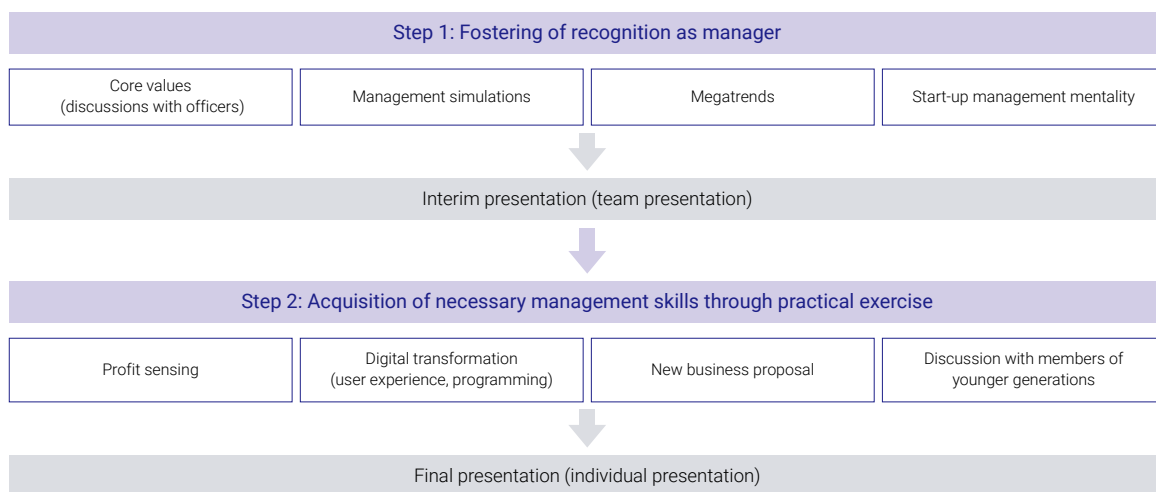 Step 1: Fostering of recognition as manager
Core values
(discussions with officers)
Management simulations
Megatrends
Start-up management mentality
Interim presentation (team presentation)
Step 2: Acquisition of necessary management skills through practical exercise
Profit sensing
Digital transformation
(user experience, programming)
New business proposal
Discussion with members of
younger generations
Final presentation (individual presentation)